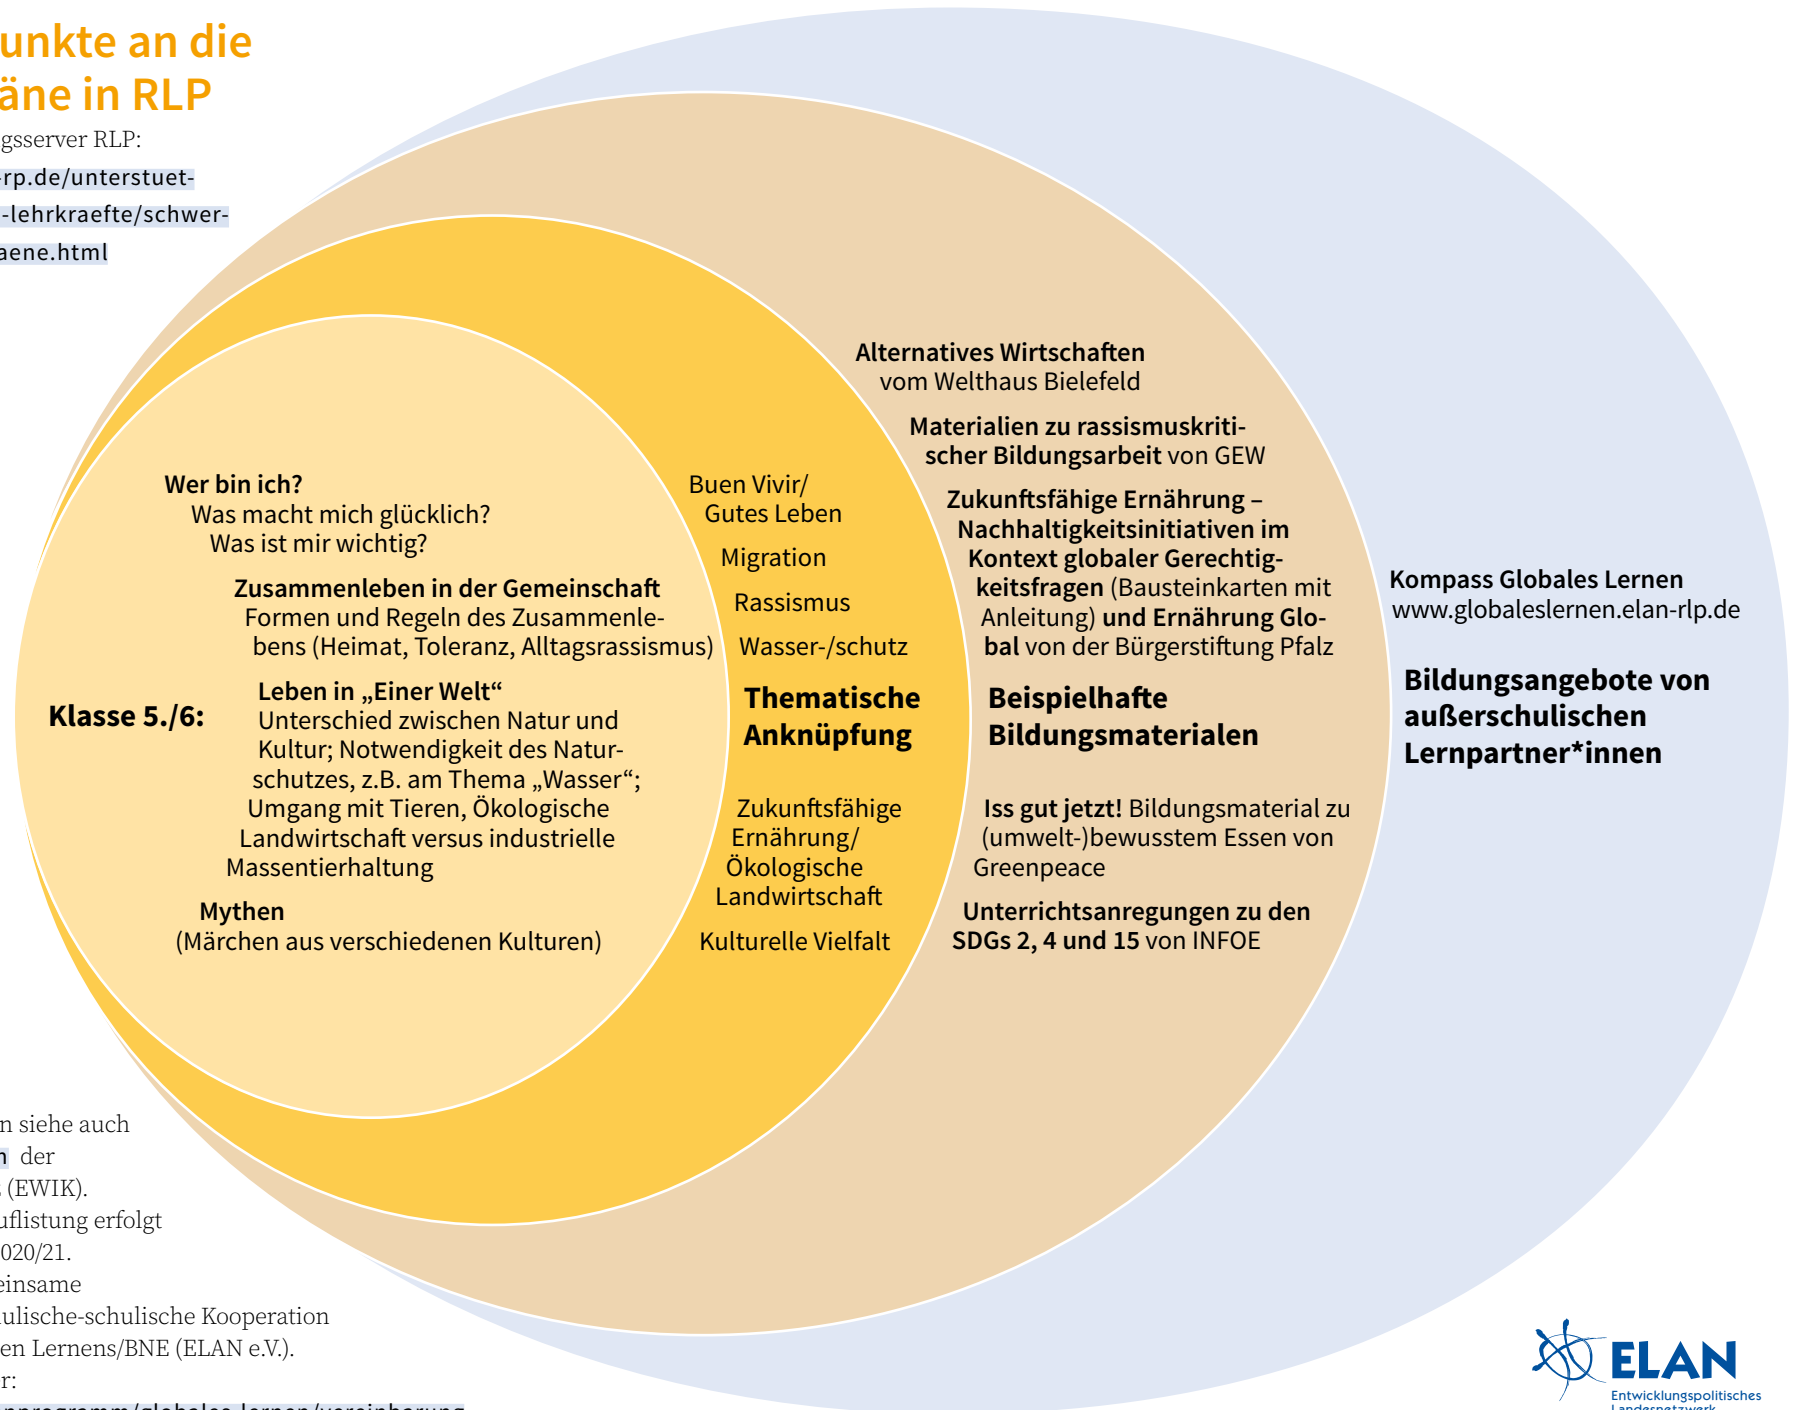 unkte an die
äne in RLP
gsserver RLP:
-rp.de/unterstuet-
-lehrkraefte/schwer-
aene.html
Klasse 5./6:
Wer bin ich?
Was macht mich glücklich?
Was ist mir wichtig?
Zusammenleben in der Gemeinschaft
Formen und Regeln des Zusammenle-
bens (Heimat, Toleranz, Alltagsrassismus)
Leben in „Einer Welt“
Unterschied zwischen Natur und
Kultur; Notwendigkeit des Natur-
schutzes, z.B. am Thema „Wasser“;
Umgang mit Tieren, Ökologische
Landwirtschaft versus industrielle
Massentierhaltung
Mythen
(Märchen aus verschiedenen Kulturen)
Buen Vivir/
Gutes Leben
Migration
Rassismus
Wasser-/schutz
Thematische
Anknüpfung
Zukunftsfähige
Ernährung/
Ökologische
Landwirtschaft
Kulturelle Vielfalt
Alternatives Wirtschaften
vom Welthaus Bielefeld
Materialien zu rassismuskriti-
scher Bildungsarbeit von GEW
Zukunftsfähige Ernährung –
Nachhaltigkeitsinitiativen im
Kontext globaler Gerechtig-
keitsfragen (Bausteinkarten mit
Anleitung) und Ernährung Glo-
bal von der Bürgerstiftung Pfalz
Beispielhafte
Bildungsmaterialen
Iss gut jetzt! Bildungsmaterial zu
(umwelt-)bewusstem Essen von
Greenpeace
Unterrichtsanregungen zu den
SDGs 2, 4 und 15 von INFOE
Kompass Globales Lernen
www.globaleslernen.elan-rlp.de
Bildungsangebote von
außerschulischen
Lernpartner*innen
n siehe auch
der
(EWIK).
uflistung erfolgt
020/21.
einsame
ulische-schulische Kooperation
en Lernens/BNE (ELAN e.V.).
r:
programm/globales-lernen/vereinbarung
ELAN
Entwicklungspolitisches
Landesnetzwerk